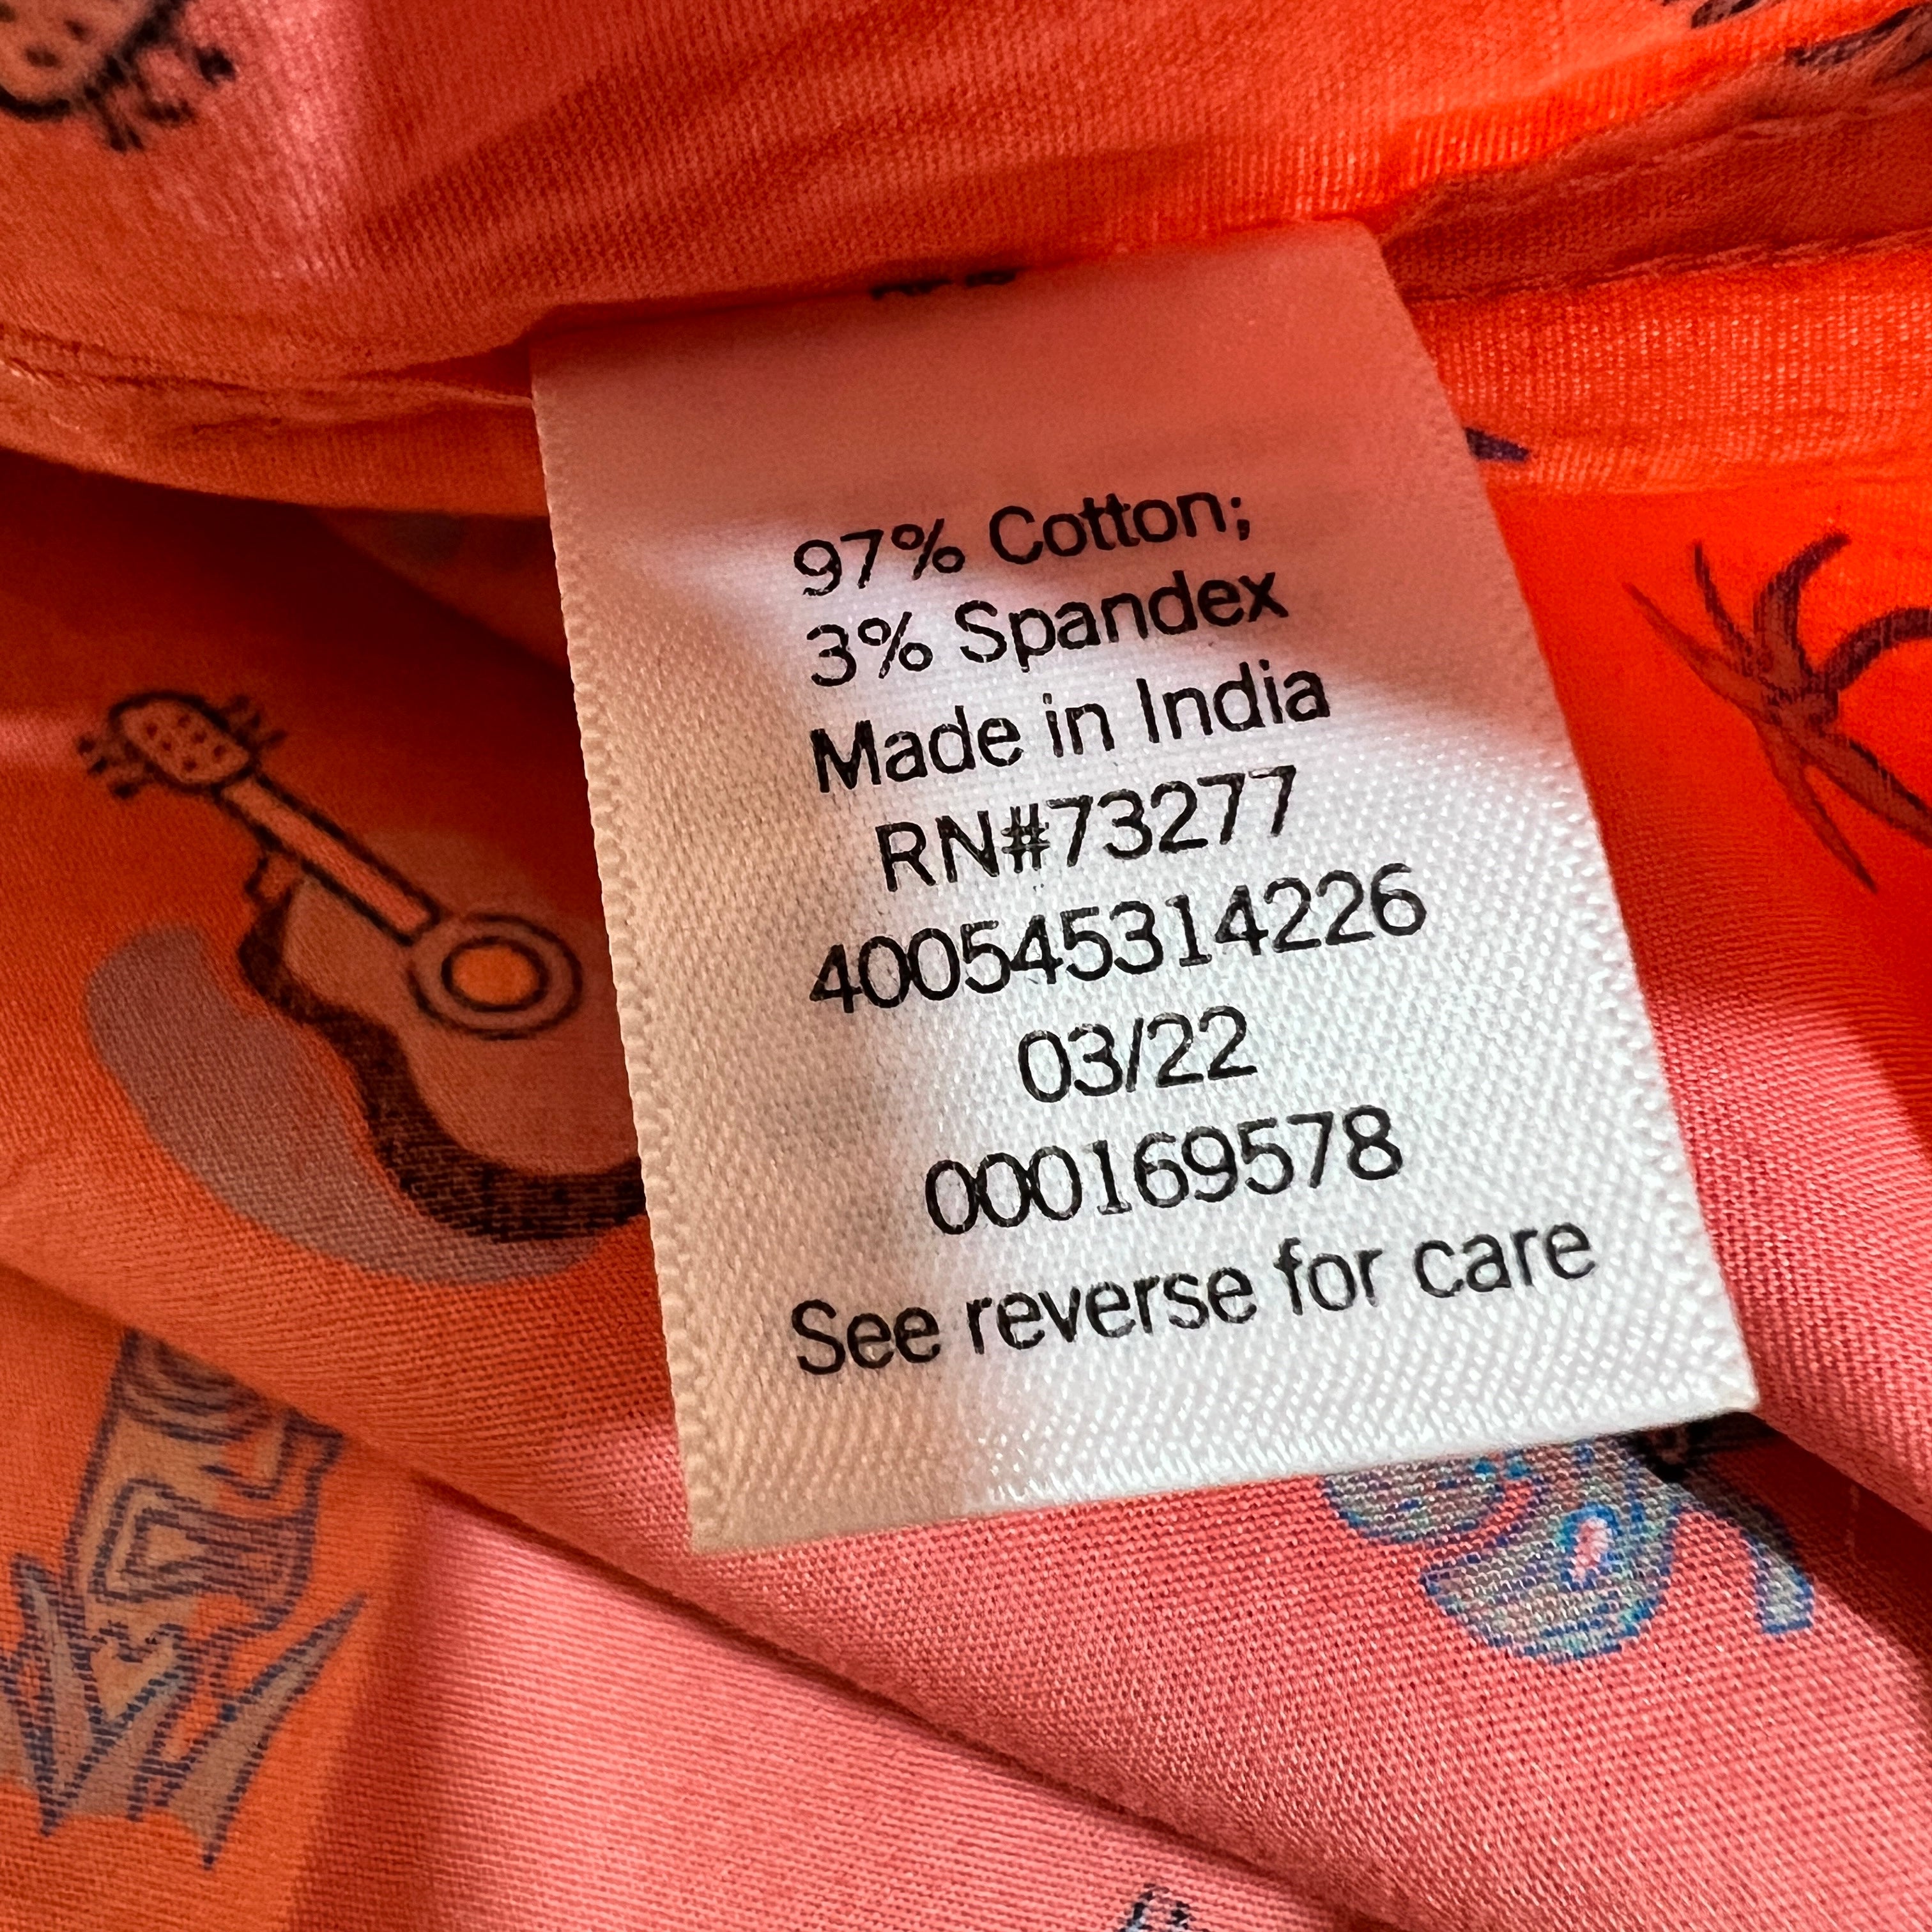 97% Cotton;
3% Spandex
Made in India
RN#73277
400545314226
03/22
000169578
See reverse for care